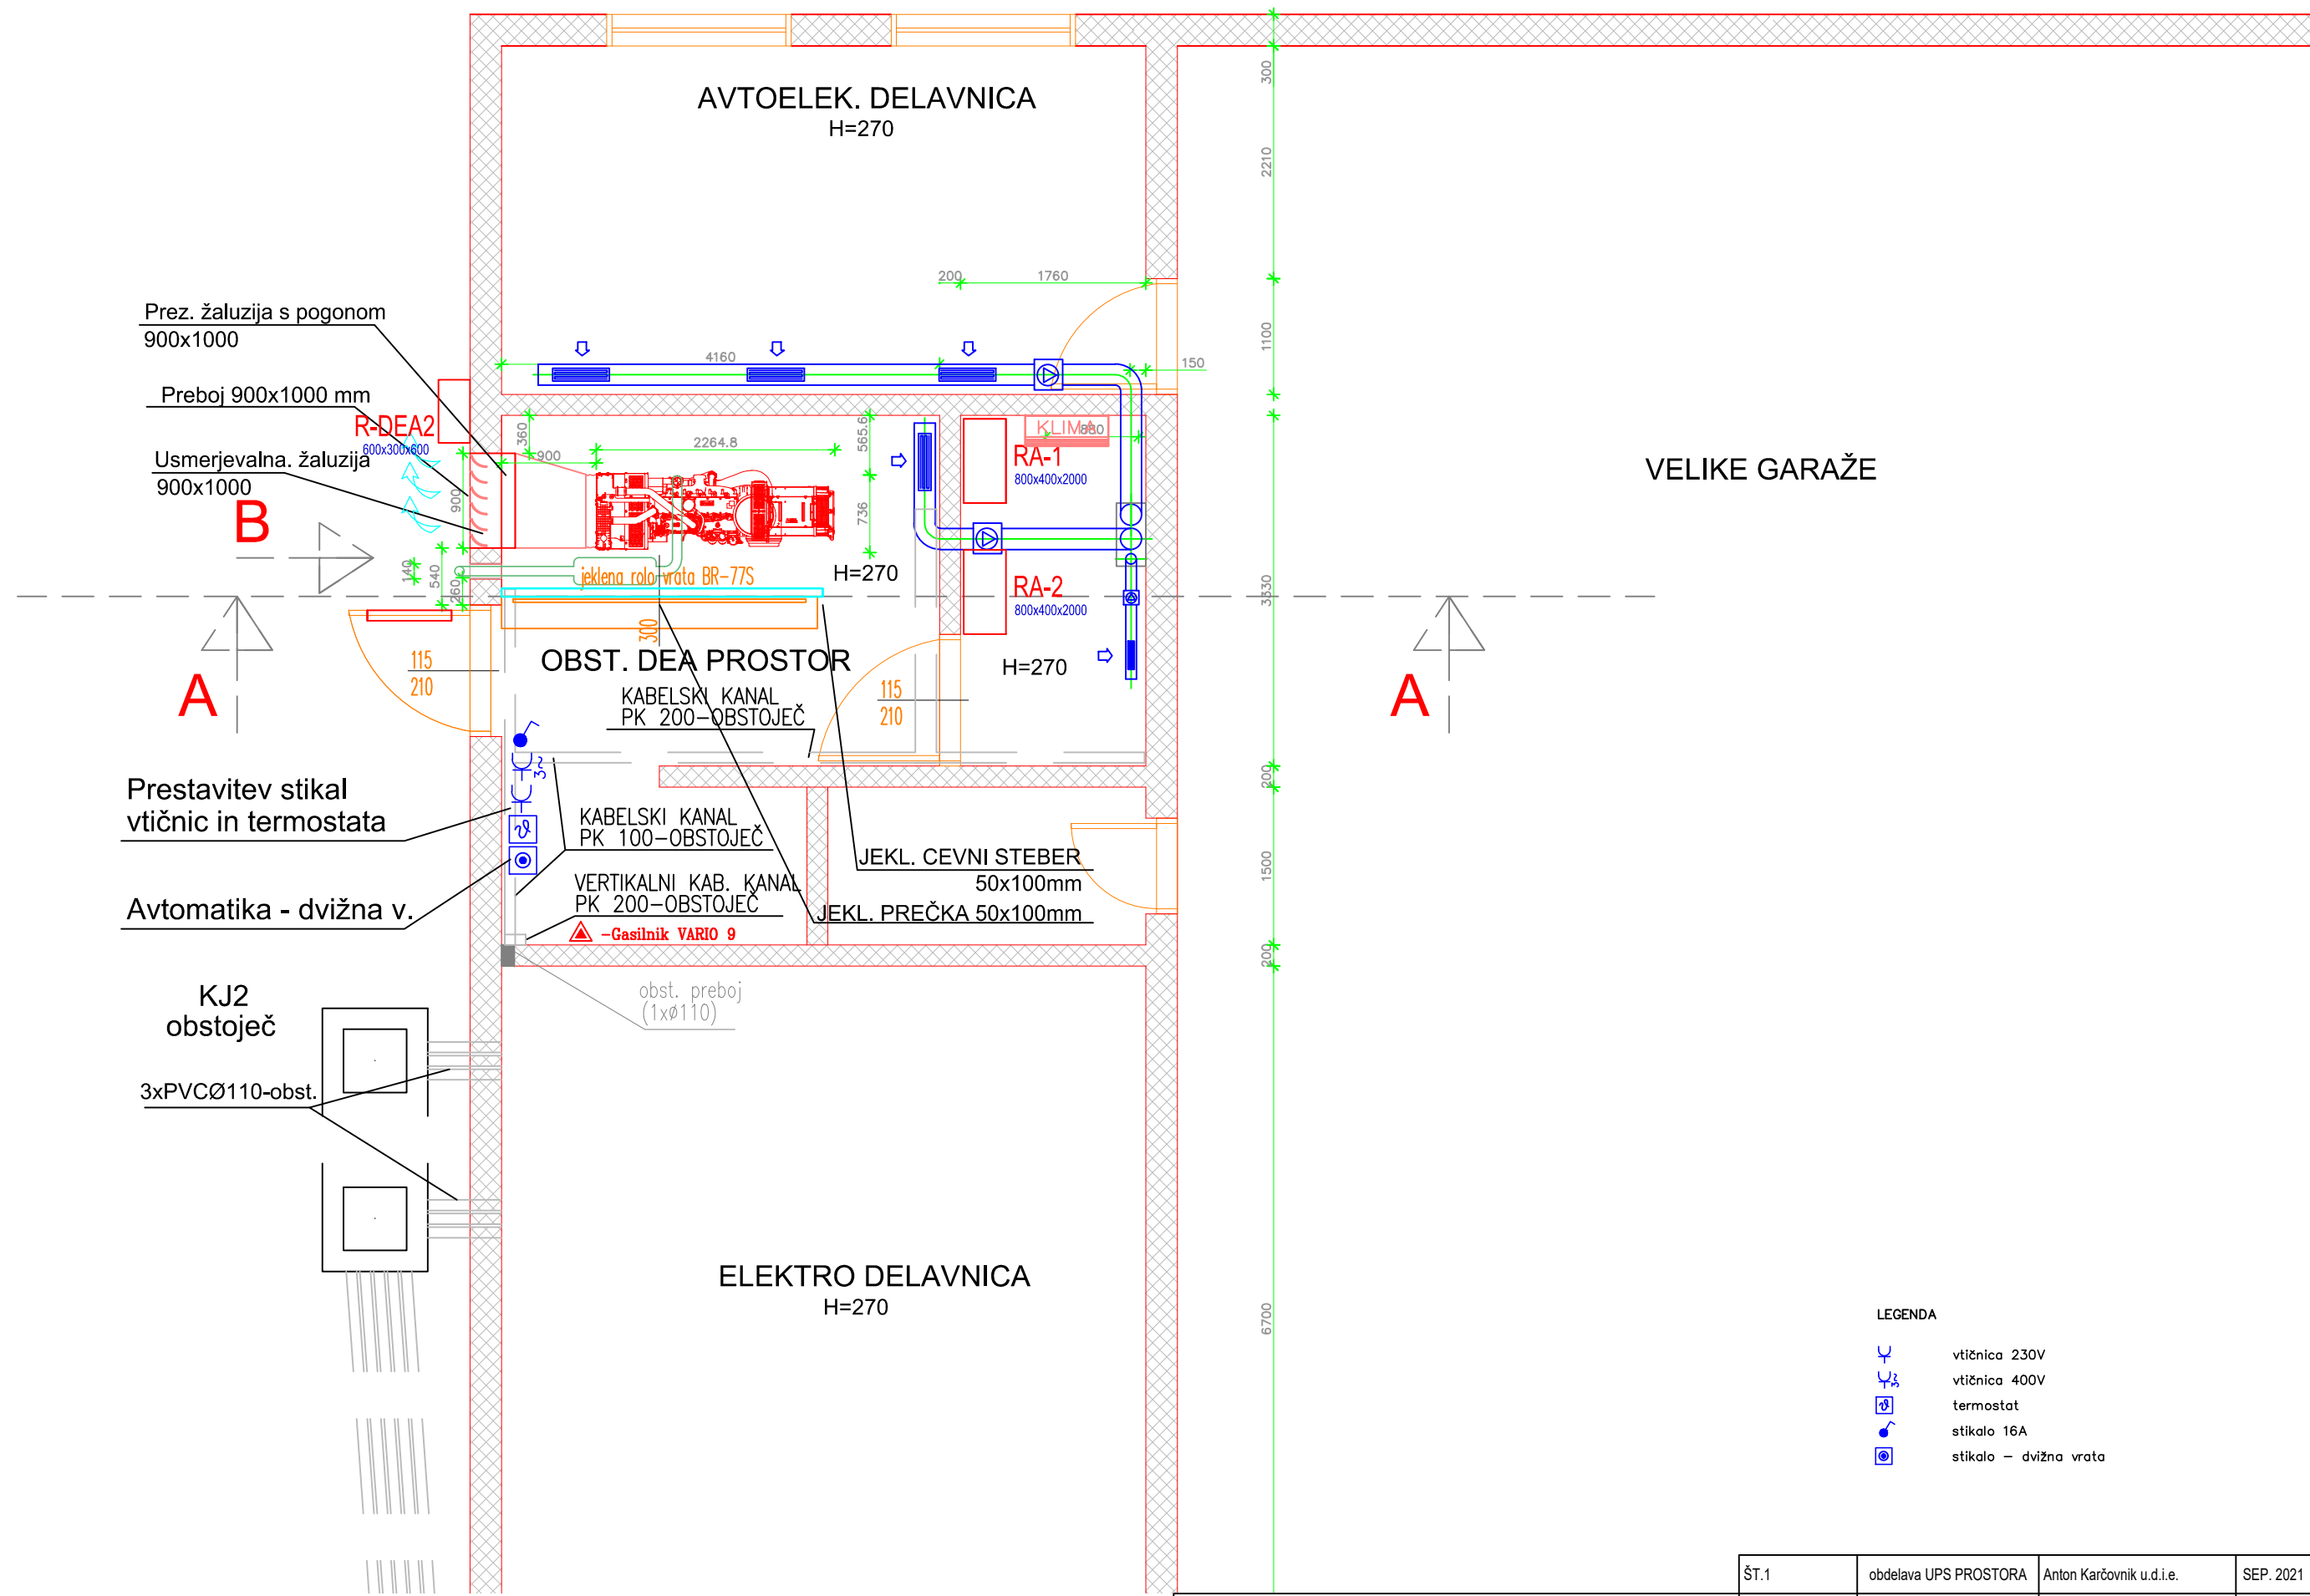 AVTOELEK. DELAVNICA
H=270
300
2210
200
1760
1100
150
4160
Prez. žaluzija s pogonom
900x1000
Preboj 900x1000 mm
R-DEA2
600x300x600
Usmerjevalna. žaluzija
900x1000
B
360
900
2264.8
565.6
736
900
140
540
260
KLIMA
880
RA-1
800x400x2000
VELIKE GARAŽE
jeklena rolo vrata BR-77S
H=270
RA-2
800x400x2000
3330
300
OBST. DEA PROSTOR
H=270
115
210
115
210
A
A
KABELSKI KANAL
PK 200-OBSTOJEČ
3~
Prestavitev stikal
vtičnic in termostata
200
KABELSKI KANAL
PK 100-OBSTOJEČ
JEKL. CEVNI STEBER
50x100mm
1500
VERTIKALNI KAB. KANAL
PK 200-OBSTOJEČ
JEKL. PREČKA 50x100mm
Avtomatika - dvižna v.
-Gasilnik VARIO 9
200
obst. preboj
(1xø110)
KJ2
obstoječ
3xPVCØ110-obst.
ELEKTRO DELAVNICA
H=270
6700
LEGENDA
vtičnica 230V
3~ vtičnica 400V
termostat
stikalo 16A
stikalo – dvižna vrata
ŠT.1 obdelava UPS PROSTORA Anton Karčovnik u.d.i.e. SEP. 2021